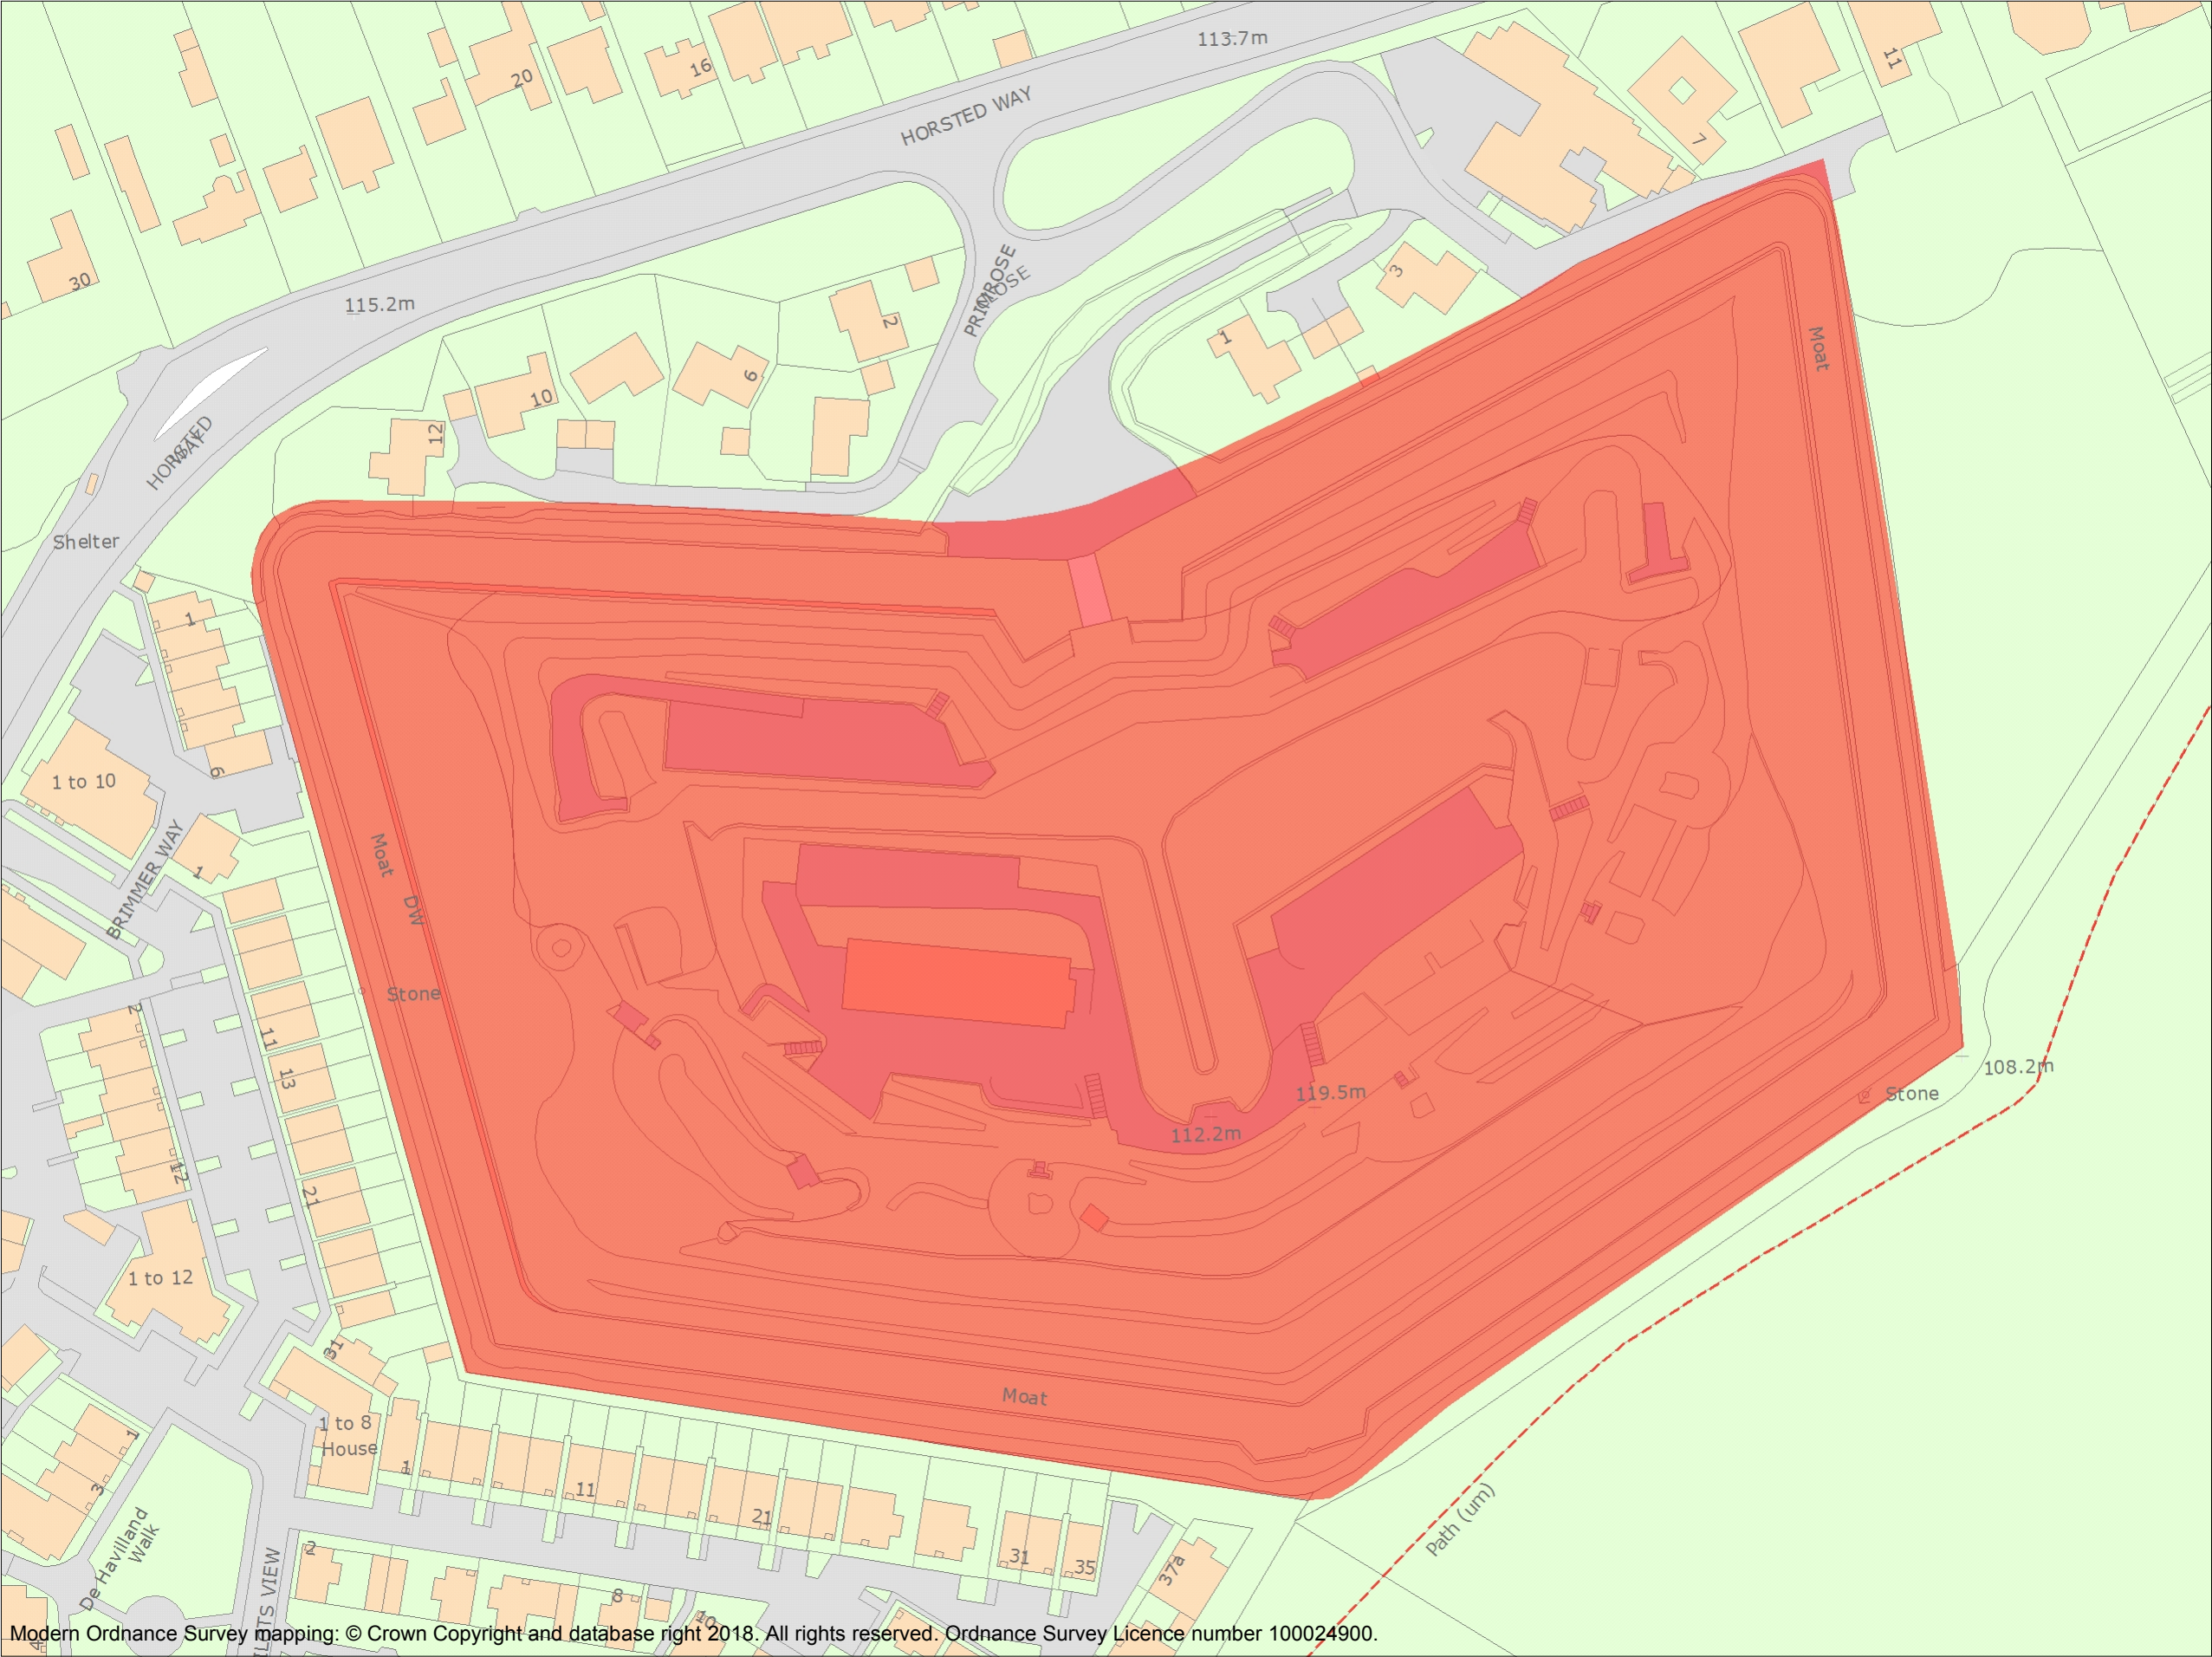 113.7m
11
20
16
HORSTED WAY
7
30
115.2m
PRIMROSE
PRIMROSE
3
2
1
Moat
6
10
12
HORSTED
WAY
Shelter
1
6
1 to 10
BRIMMER WAY
1
Moat
DW
Stone
2
11
13
12
21
119.5m
112.2m
108.2m
Stone
1 to 12
31
Moat
1 to 8
House
1
3
1
11
21
31
35
37a
Path (um)
De Havilland
Walk
2
8
10
4
Modern Ordnance Survey mapping: © Crown Copyright and database right 2018. All rights reserved. Ordnance Survey Licence number 100024900.